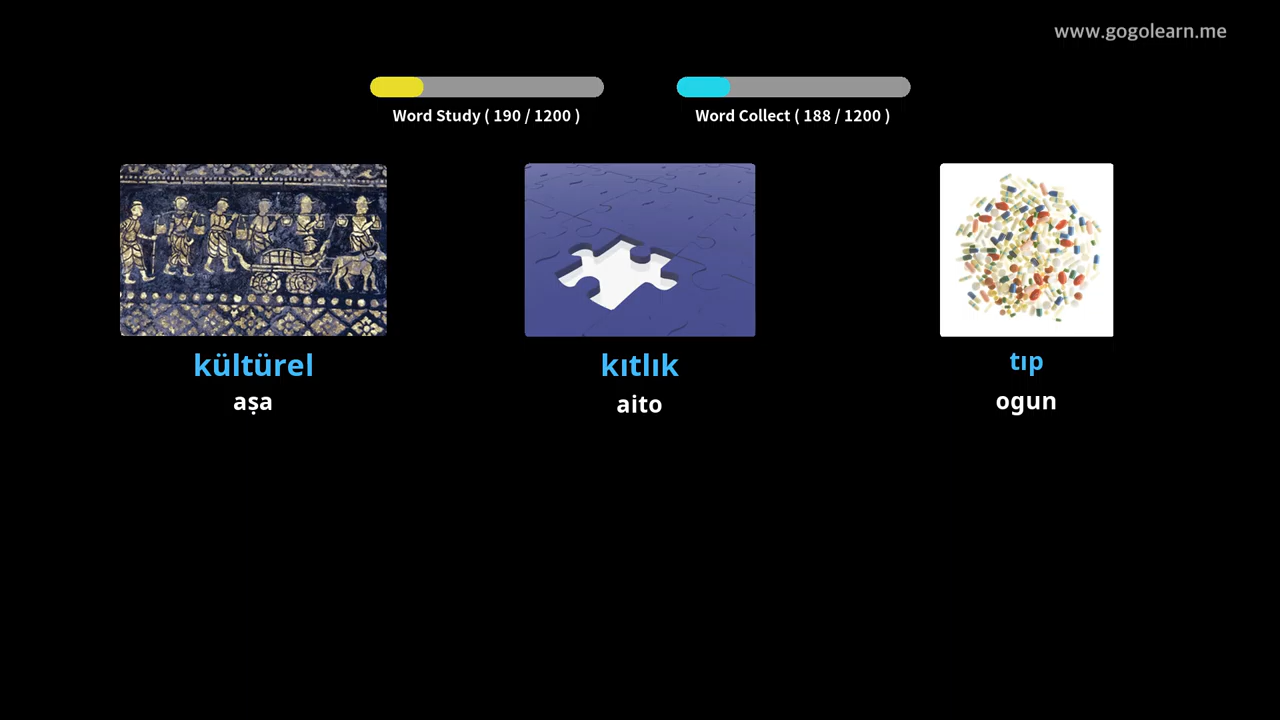 www.gogolearn.me
Word Study ( 190 / 1200 )
Word Collect ( 188 / 1200 )
kültürel
aṣa
kıtlık
aito
tıp
ogun